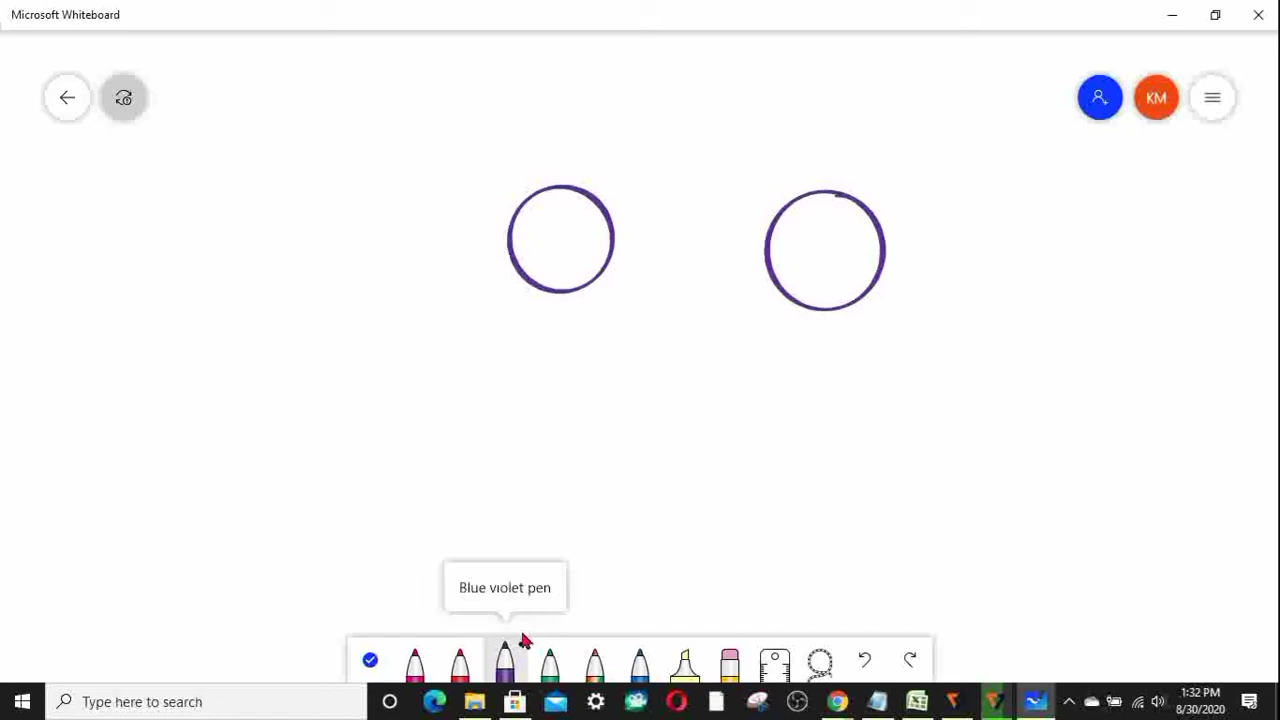 Microsoft Whiteboard
KM
Blue violet pen
Type here to search
1:32 PM
8/30/2020